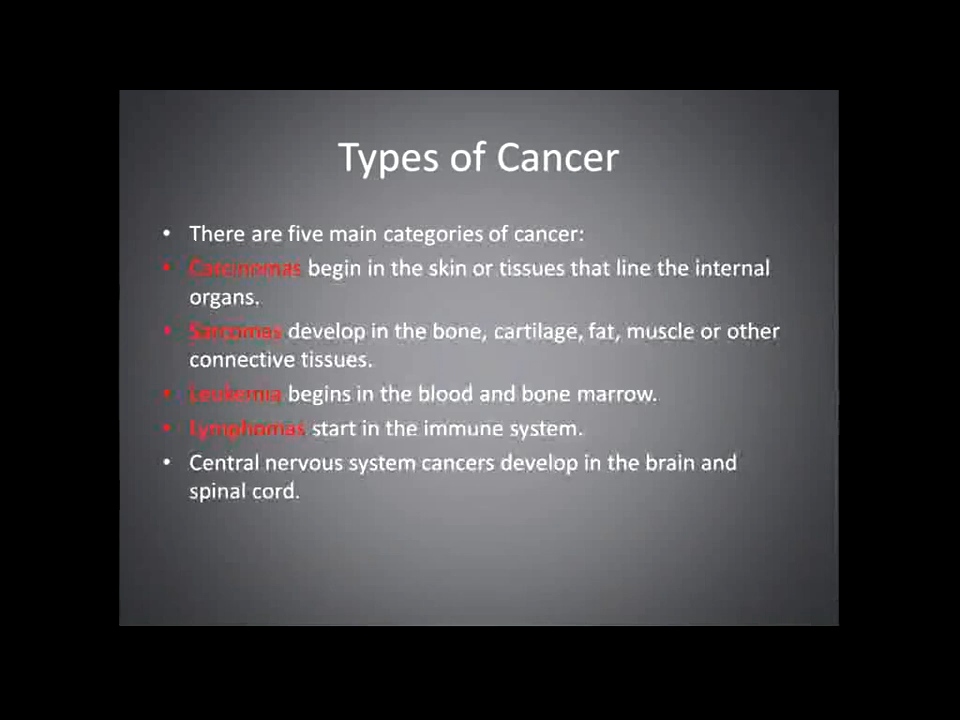 Types of Cancer
• There are five main categories of cancer:
• Carcinomas begin in the skin or tissues that line the internal
organs.
• Sarcomas develop in the bone, cartilage, fat, muscle or other
connective tissues.
• Leukemia begins in the blood and bone marrow.
• Lymphomas start in the immune system.
• Central nervous system cancers develop in the brain and
spinal cord.